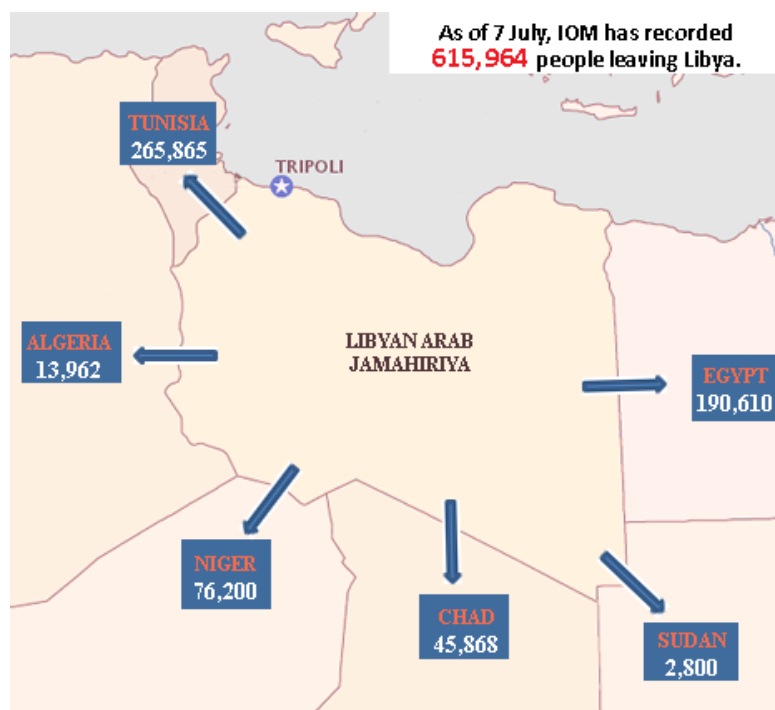 As of 7 July, IOM has recorded
615,964 people leaving Libya.
TUNISIA
265,865
TRIPOLI
LIBYAN ARAB
JAMAHIRIYA
ALGERIA
13,962
EGYPT
190,610
NIGER
76,200
CHAD
45,868
SUDAN
2,800